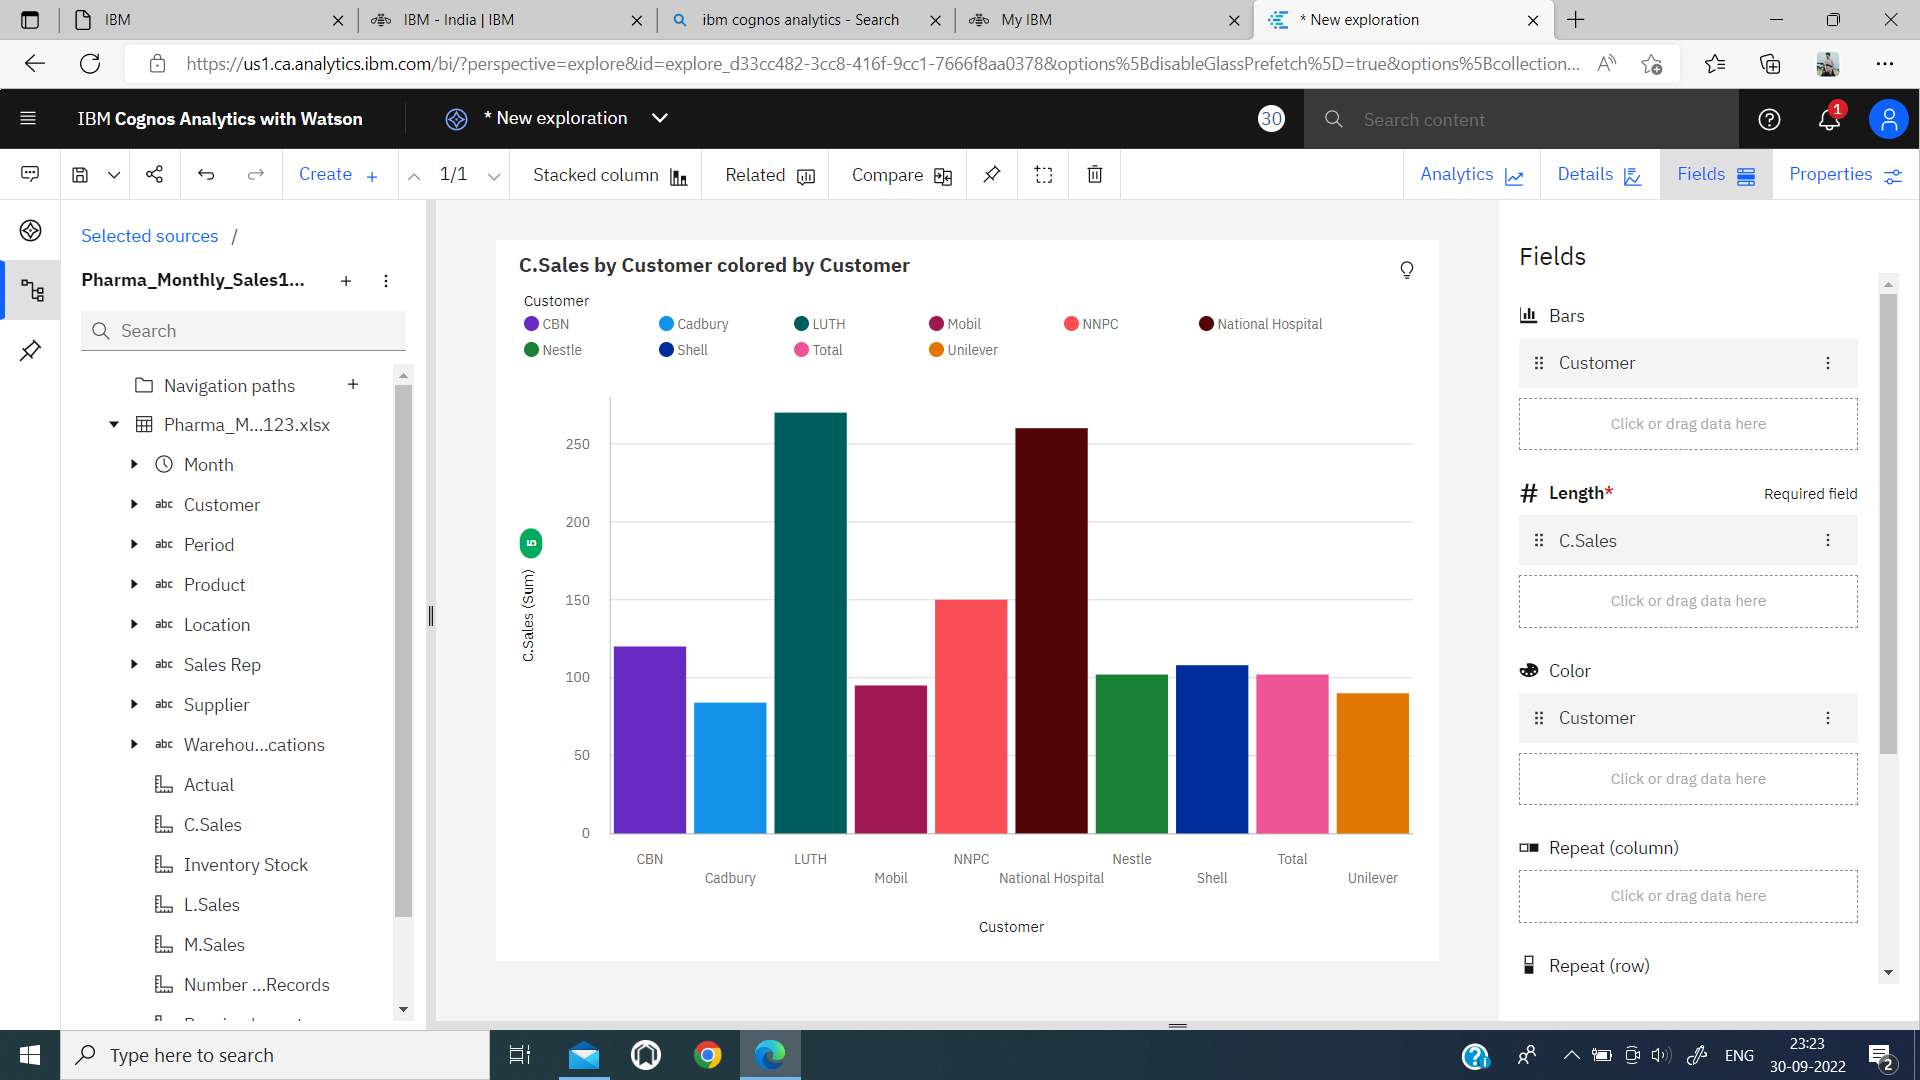 IBM
IBM - India | IBM
ibm cognos analytics - Search
My IBM
* New exploration
https://us1.ca.analytics.ibm.com/bi/?perspective=explore&id=explore_d33cc482-3cc8-416f-9cc1-7666f8aa0378&options%5BdisableGlassPrefetch%5D=true&options%5Bcollection...
IBM Cognos Analytics with Watson
* New exploration
30
Search content
1
Create
1/1
Stacked column
Related
Compare
Analytics
Details
Fields
Properties
Selected sources /
Pharma_Monthly_Sales1...
Search
Navigation paths
Pharma_M...123.xlsx
Month
abc Customer
abc Period
abc Product
abc Location
abc Sales Rep
abc Supplier
abc Warehou...cations
Actual
C.Sales
Inventory Stock
L.Sales
M.Sales
Number ...Records
C.Sales by Customer colored by Customer
Customer
CBN
Cadbury
LUTH
Mobil
NNPC
National Hospital
Nestle
Shell
Total
Unilever
250
200
150
100
50
0
C.Sales (Sum)
5
CBN
Cadbury
LUTH
Mobil
NNPC
National Hospital
Nestle
Shell
Total
Unilever
Customer
Fields
Bars
Customer
Click or drag data here
Length* Required field
C.Sales
Click or drag data here
Color
Customer
Click or drag data here
Repeat (column)
Click or drag data here
Repeat (row)
Type here to search
ENG
23:23
30-09-2022
2